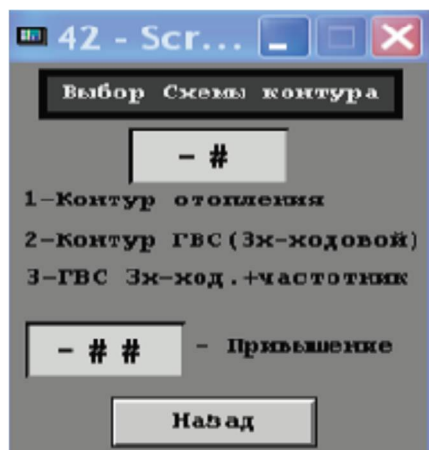 42 - Scr...
Выбор Схемы контура
- #
1-Контур отопления
2-Контур ГВС(3х-ходовой)
3-ГВС 3х-ход.+частотник
- # # - Привышение
Назад